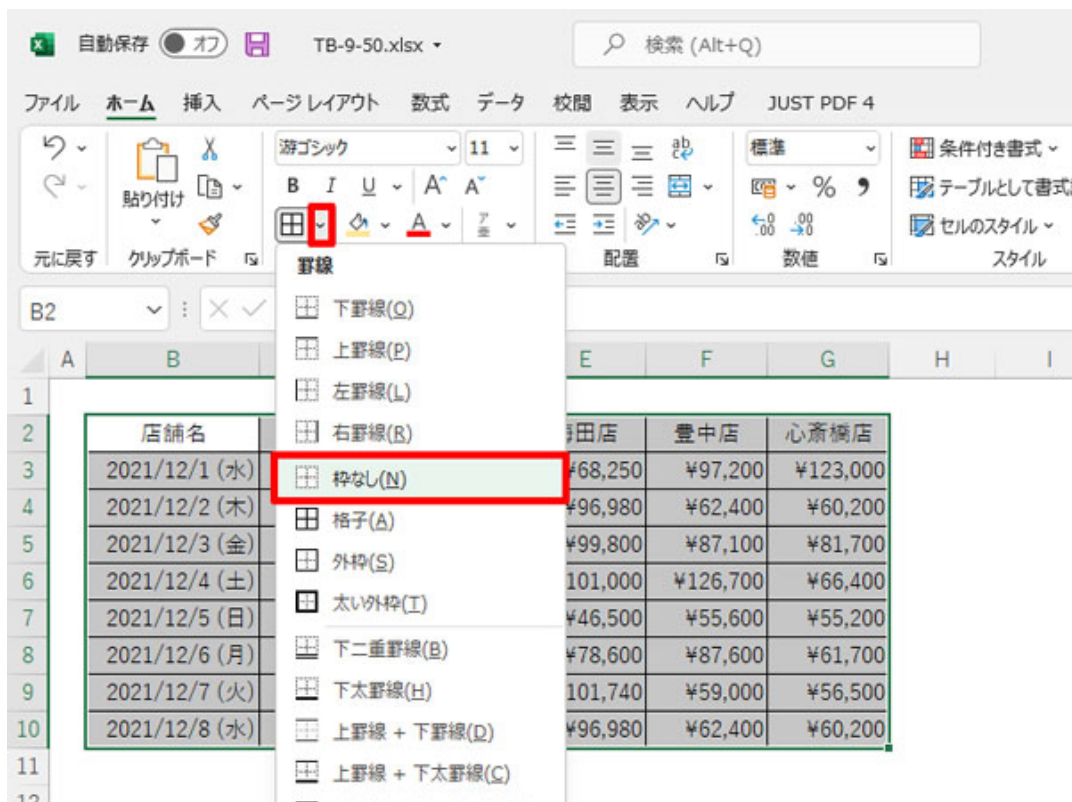 自動保存 オフ TB-9-50.xlsx 検索 (Alt+Q)
ファイル ホーム 挿入 ページ レイアウト 数式 データ 校閲 表示 ヘルプ JUST PDF 4
游ゴシック 11 標準 条件付き書式
貼り付け B I U A A % テーブルとして書式
A セルのスタイル
元に戻す クリップボード 配置 数値 スタイル
罫線
B2
下罫線(O)
上罫線(P)
左罫線(L)
右罫線(R)
枠なし(N)
格子(A)
外枠(S)
太い外枠(T)
下二重罫線(B)
下太罫線(H)
上罫線 + 下罫線(D)
上罫線 + 下太罫線(C)
A B E F G H I
1
2 店舗名 田店 豊中店 心斎橋店
3 2021/12/1 (水) ¥68,250 ¥97,200 ¥123,000
4 2021/12/2 (木) ¥96,980 ¥62,400 ¥60,200
5 2021/12/3 (金) ¥99,800 ¥87,100 ¥81,700
6 2021/12/4 (土) 101,000 ¥126,700 ¥66,400
7 2021/12/5 (日) ¥46,500 ¥55,600 ¥55,200
8 2021/12/6 (月) ¥78,600 ¥87,600 ¥61,700
9 2021/12/7 (火) 101,740 ¥59,000 ¥56,500
10 2021/12/8 (水) ¥96,980 ¥62,400 ¥60,200
11